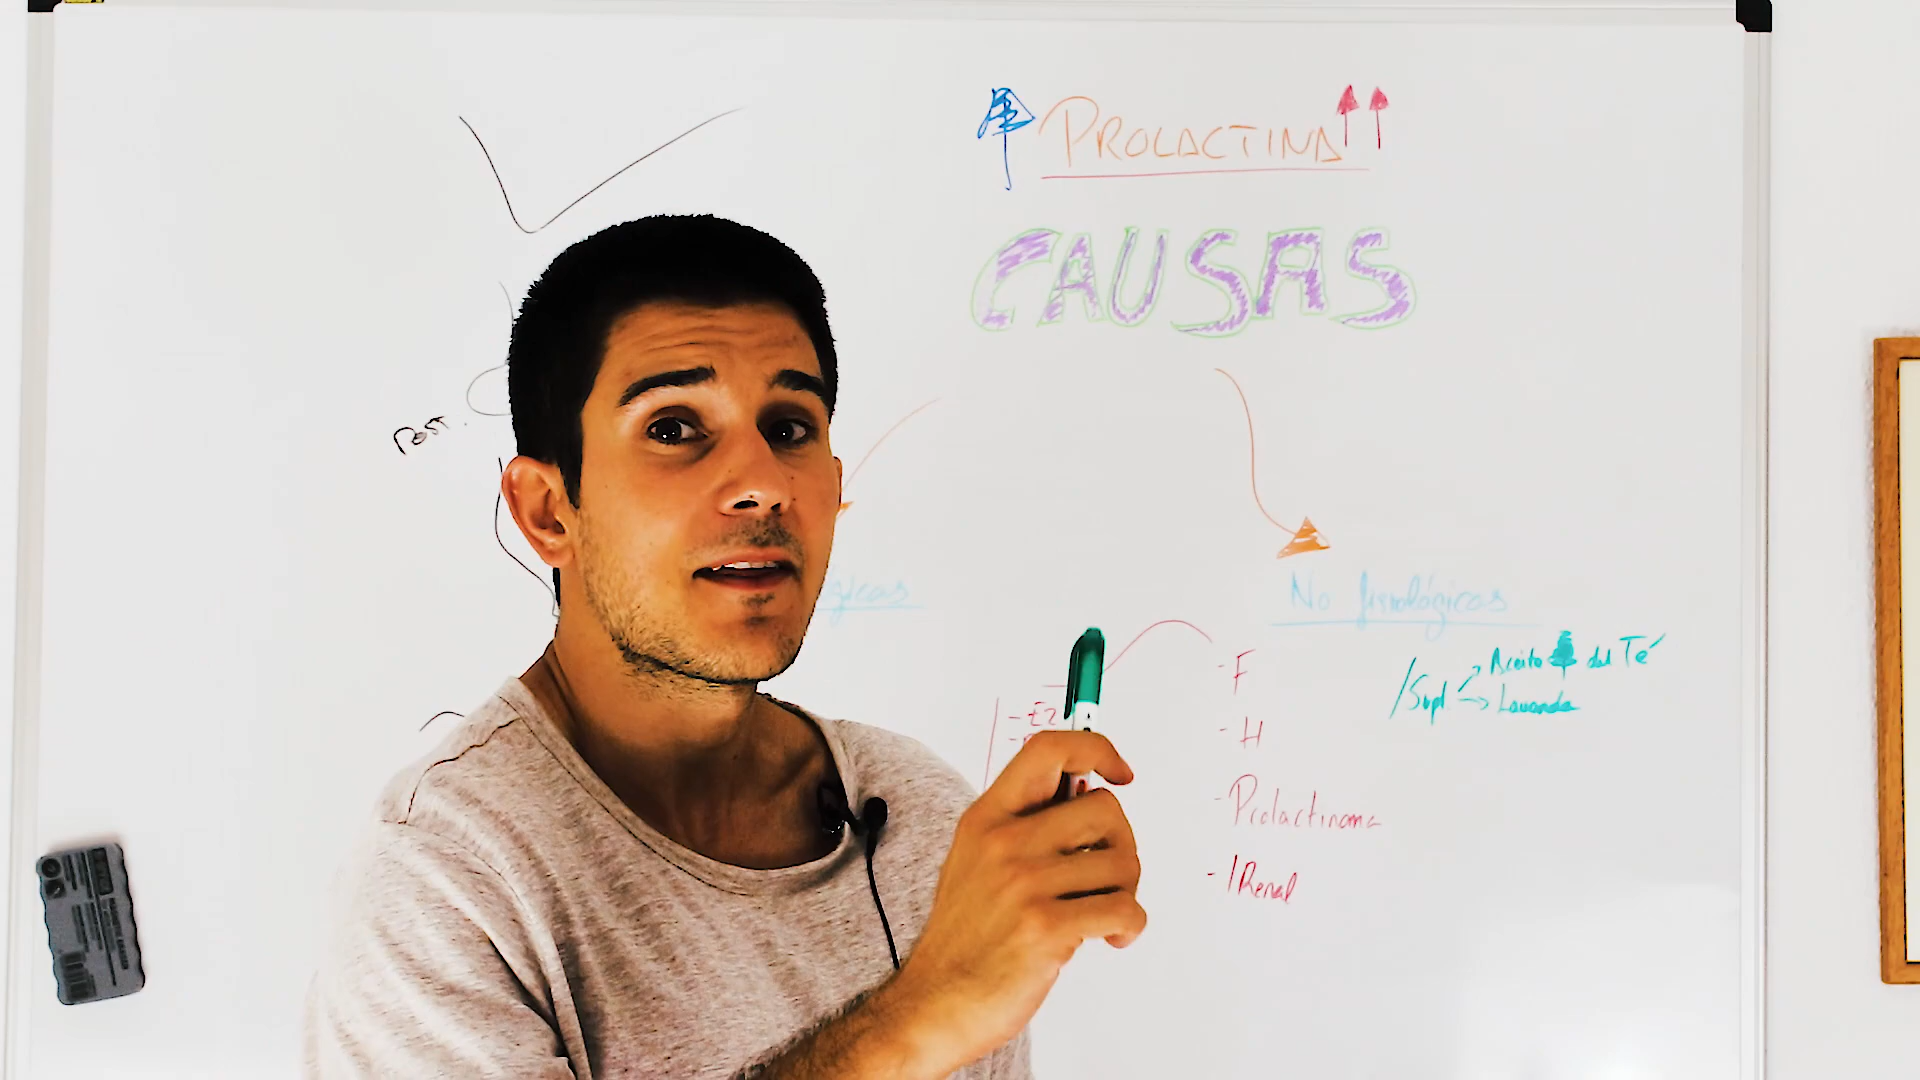 PROLACTINA
CAUSAS
Post.
No fisiológicos
/Supl → Aceite del Té
→ Lavanda
- F
- E2
- H
- Prolactinoma
- /Renal